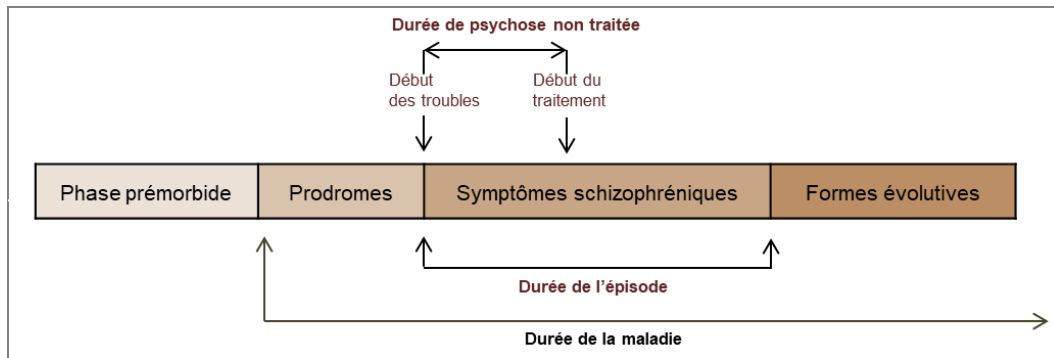 Durée de psychose non traitée
Début
des troubles
Début du
traitement
Phase prémorbide
Prodromes
Symptômes schizophréniques
Formes évolutives
Durée de l'épisode
Durée de la maladie